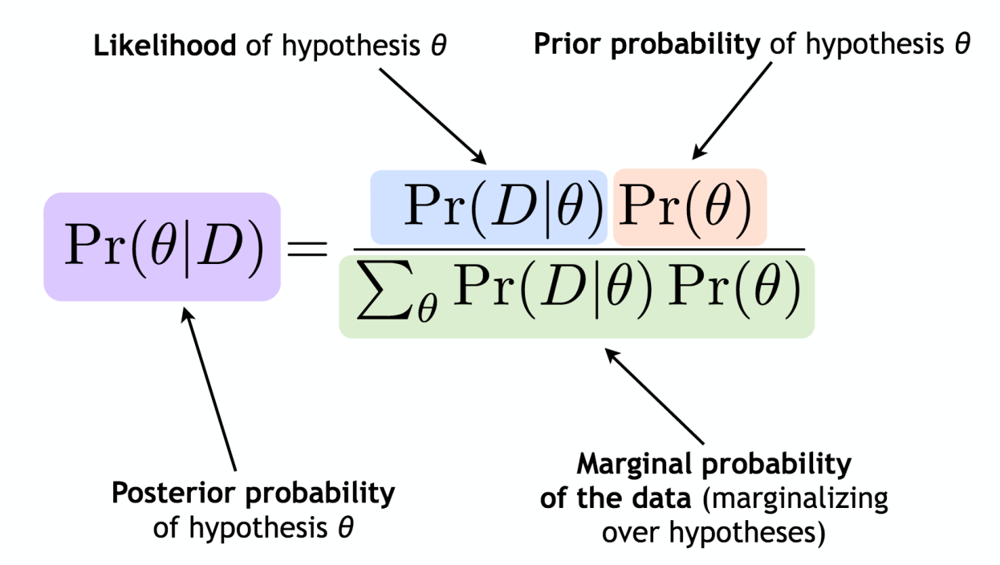 Likelihood of hypothesis θ
Prior probability of hypothesis θ
Pr(θ|D) = Pr(D|θ) Pr(θ)
∑θ Pr(D|θ) Pr(θ)
Posterior probability
of hypothesis θ
Marginal probability
of the data (marginalizing
over hypotheses)